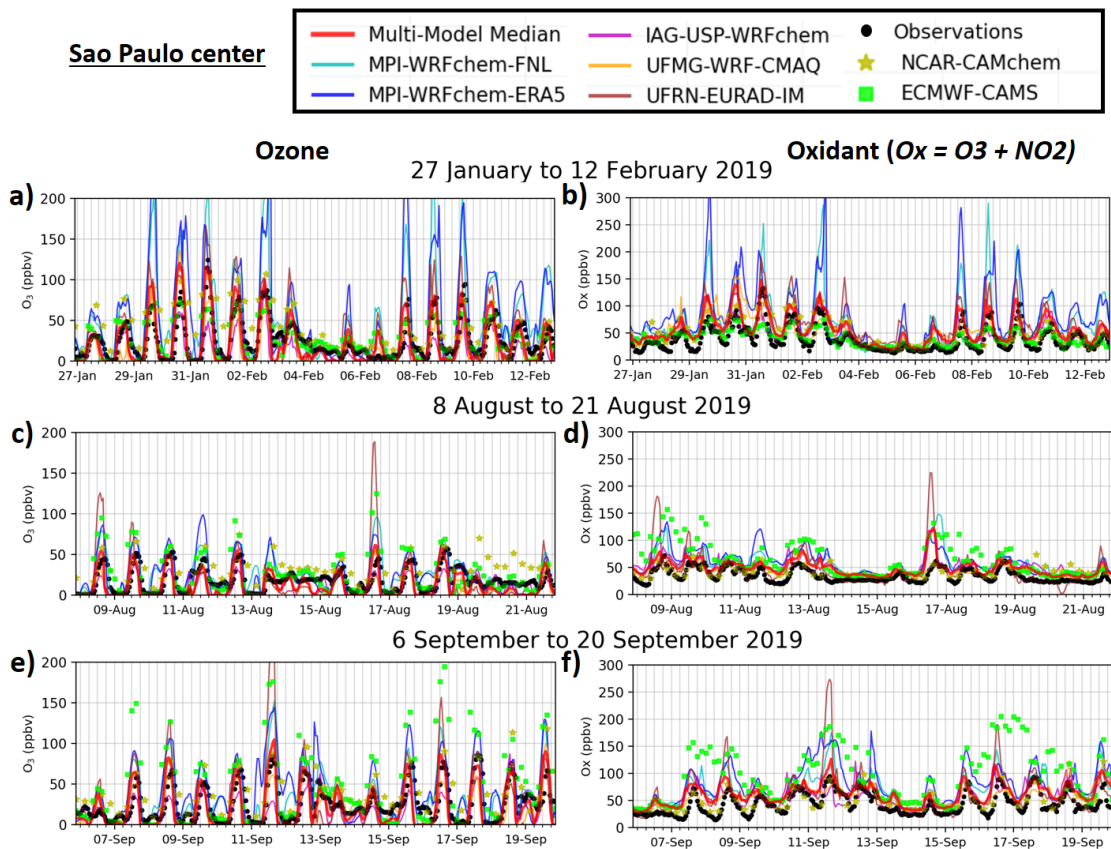 Sao Paulo center
Multi-Model Median
IAG-USP-WRFchem
Observations
MPI-WRFchem-FNL
UFMG-WRF-CMAQ
NCAR-CAMchem
MPI-WRFchem-ERA5
UFRN-EURAD-IM
ECMWF-CAMS
Ozone
Oxidant (Ox = O3 + NO2)
27 January to 12 February 2019
a)
200
150
100
50
0
O₃ (ppbv)
27-Jan 29-Jan 31-Jan 02-Feb 04-Feb 06-Feb 08-Feb 10-Feb 12-Feb
b)
300
250
200
150
100
50
0
Ox (ppbv)
27-Jan 29-Jan 31-Jan 02-Feb 04-Feb 06-Feb 08-Feb 10-Feb 12-Feb
8 August to 21 August 2019
c)
200
150
100
50
0
O₃ (ppbv)
09-Aug 11-Aug 13-Aug 15-Aug 17-Aug 19-Aug 21-Aug
d)
300
250
200
150
100
50
0
Ox (ppbv)
09-Aug 11-Aug 13-Aug 15-Aug 17-Aug 19-Aug 21-Aug
6 September to 20 September 2019
e)
200
150
100
50
0
O₃ (ppbv)
07-Sep 09-Sep 11-Sep 13-Sep 15-Sep 17-Sep 19-Sep
f)
300
250
200
150
100
50
0
Ox (ppbv)
07-Sep 09-Sep 11-Sep 13-Sep 15-Sep 17-Sep 19-Sep